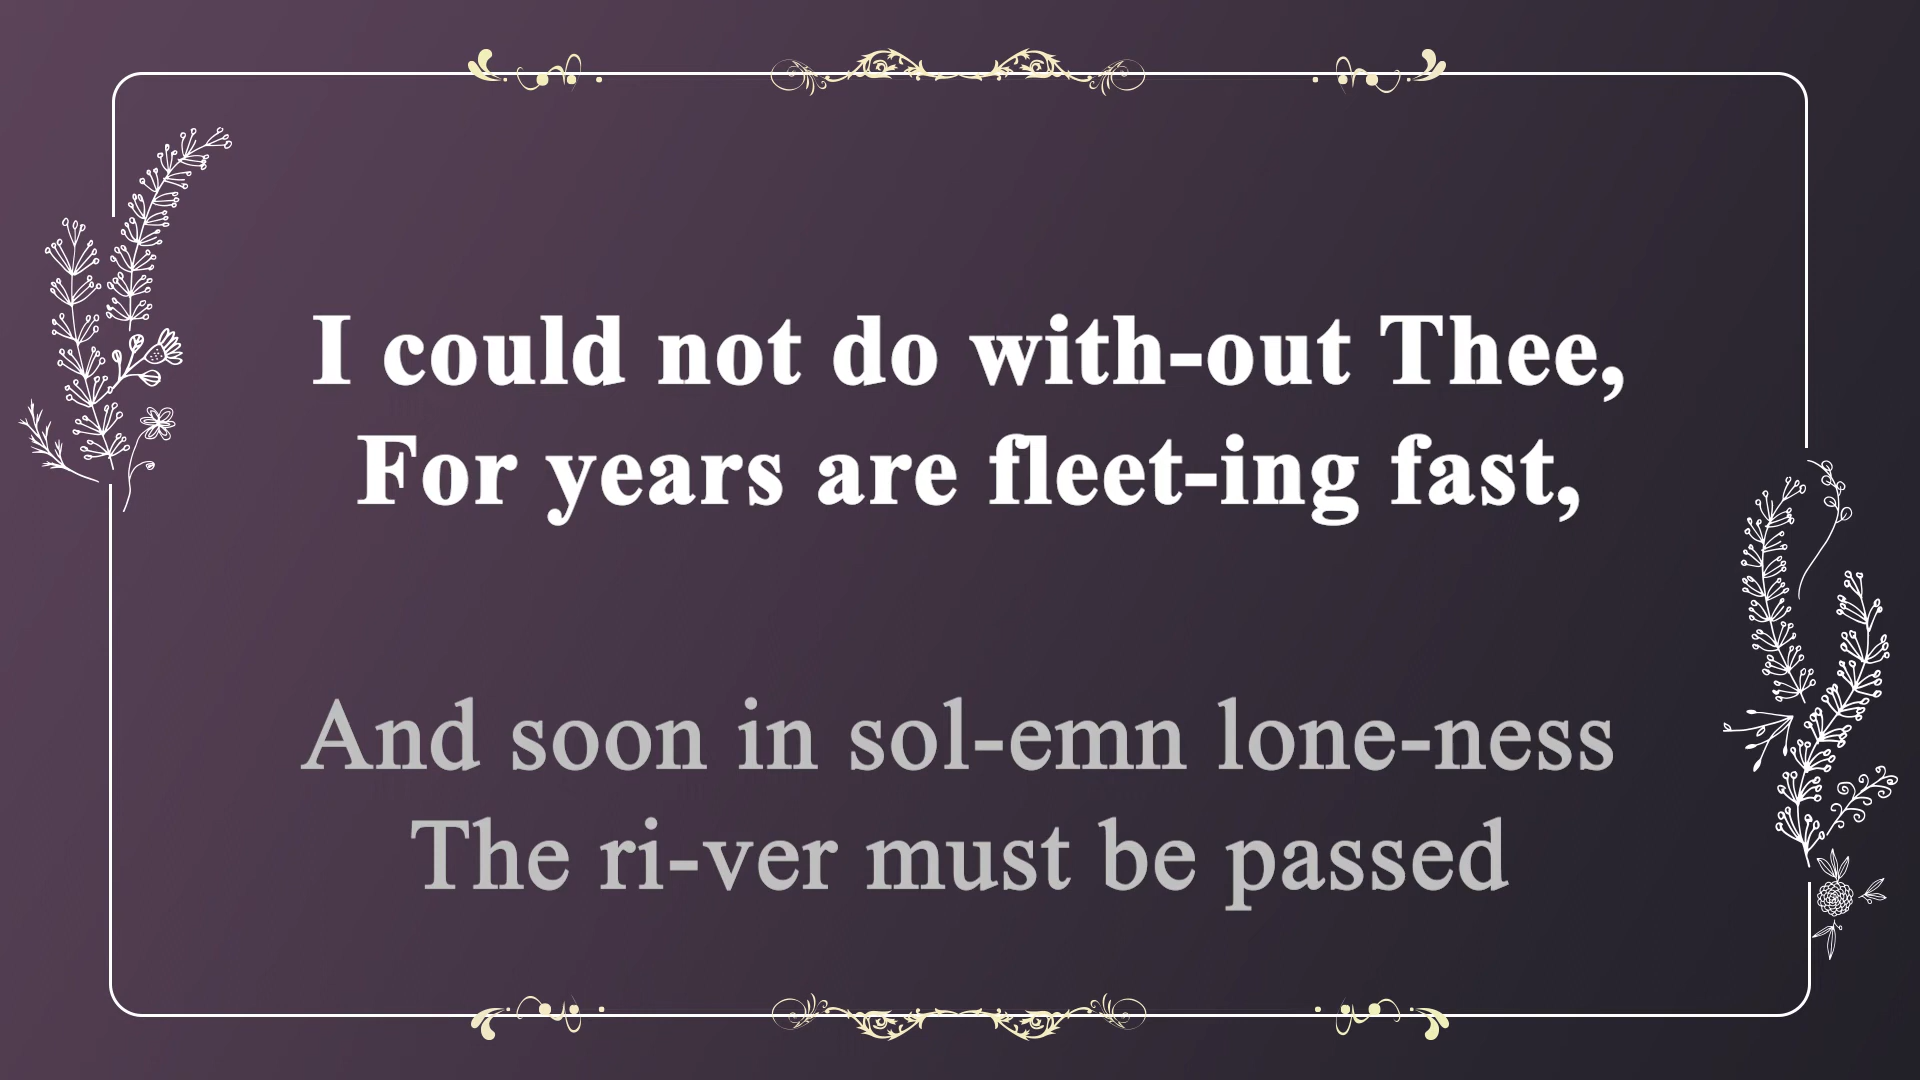 I could not do with-out Thee,
For years are fleet-ing fast,
And soon in sol-emn lone-ness
The ri-ver must be passed